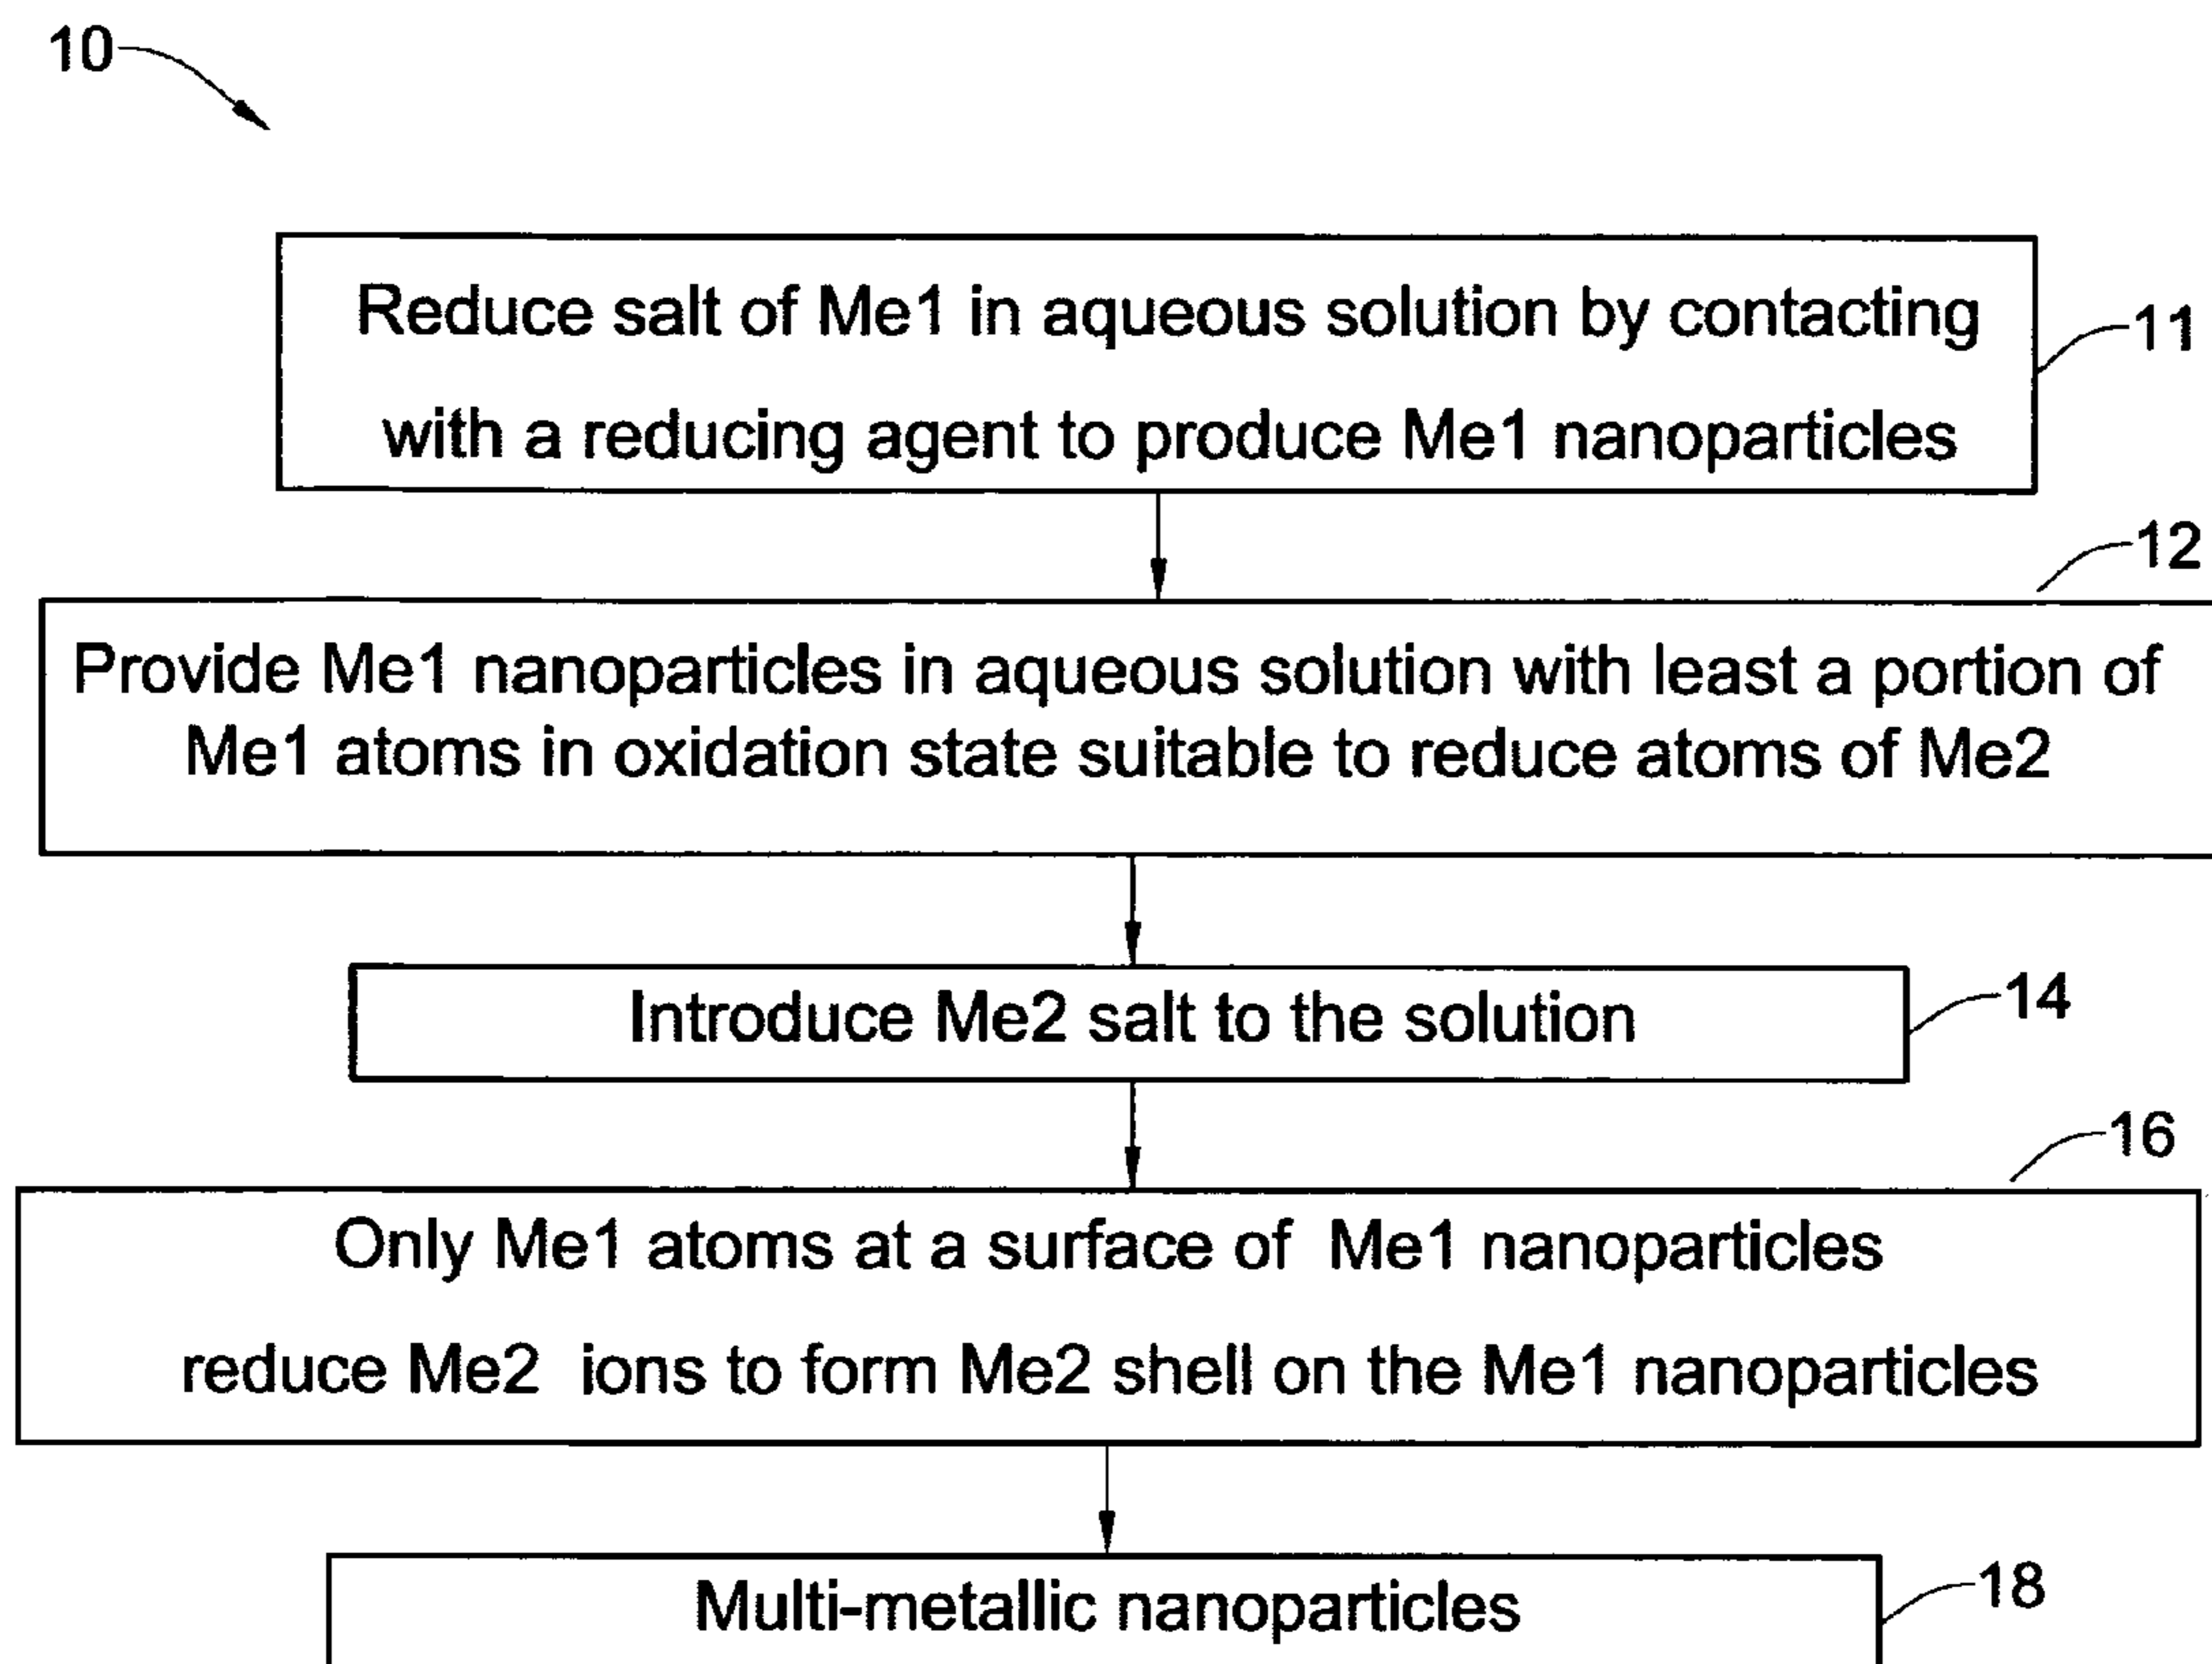 10
Reduce salt of Me1 in aqueous solution by contacting
with a reducing agent to produce Me1 nanoparticles
11
12
Provide Me1 nanoparticles in aqueous solution with least a portion of
Me1 atoms in oxidation state suitable to reduce atoms of Me2
Introduce Me2 salt to the solution
14
16
Only Me1 atoms at a surface of Me1 nanoparticles
reduce Me2 ions to form Me2 shell on the Me1 nanoparticles
Multi-metallic nanoparticles
18